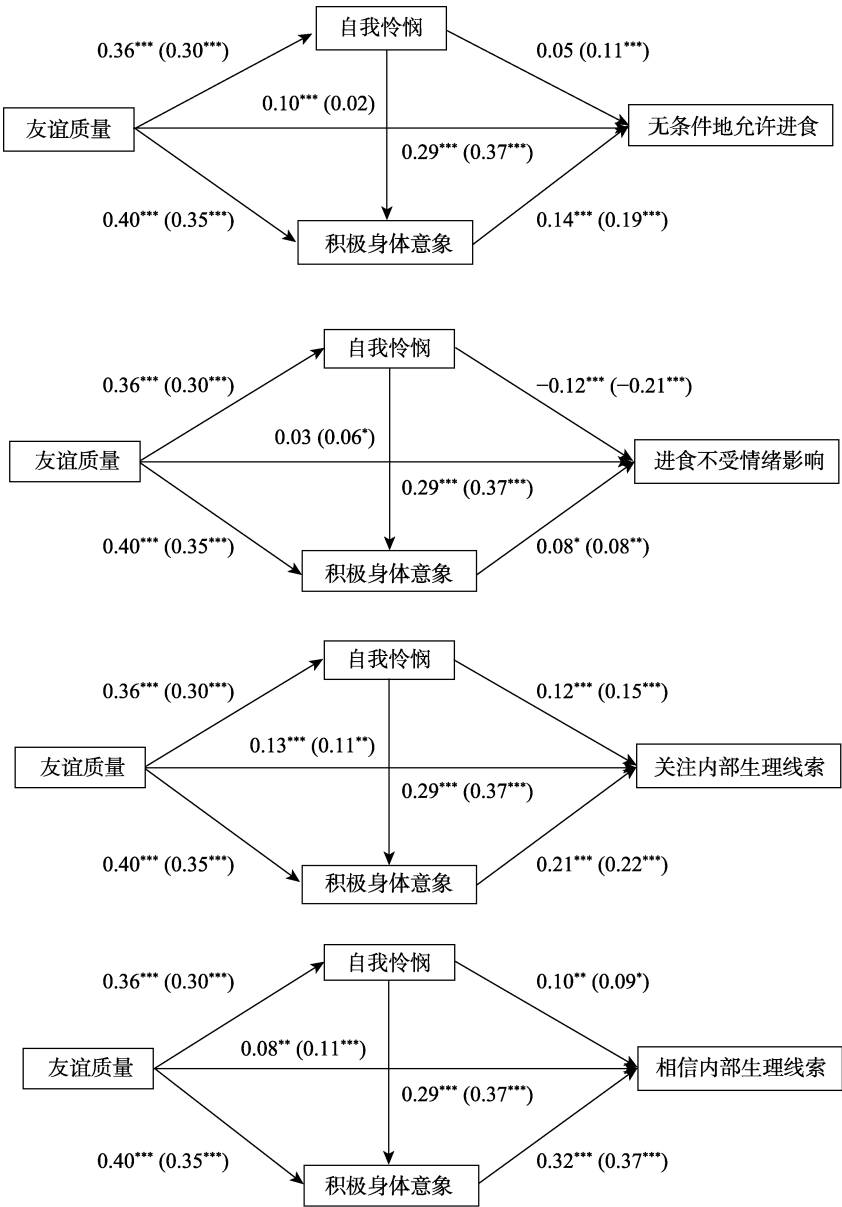 自我怜悯
0.36*** (0.30***)
0.05 (0.11***)
0.10*** (0.02)
友谊质量
无条件地允许进食
0.29*** (0.37***)
0.40*** (0.35***)
0.14*** (0.19***)
积极身体意象
自我怜悯
0.36*** (0.30***)
−0.12*** (−0.21***)
0.03 (0.06*)
友谊质量
进食不受情绪影响
0.29*** (0.37***)
0.40*** (0.35***)
0.08* (0.08**)
积极身体意象
自我怜悯
0.36*** (0.30***)
0.12*** (0.15***)
0.13*** (0.11**)
友谊质量
关注内部生理线索
0.29*** (0.37***)
0.40*** (0.35***)
0.21*** (0.22***)
积极身体意象
自我怜悯
0.36*** (0.30***)
0.10** (0.09*)
0.08** (0.11***)
友谊质量
相信内部生理线索
0.29*** (0.37***)
0.40*** (0.35***)
0.32*** (0.37***)
积极身体意象